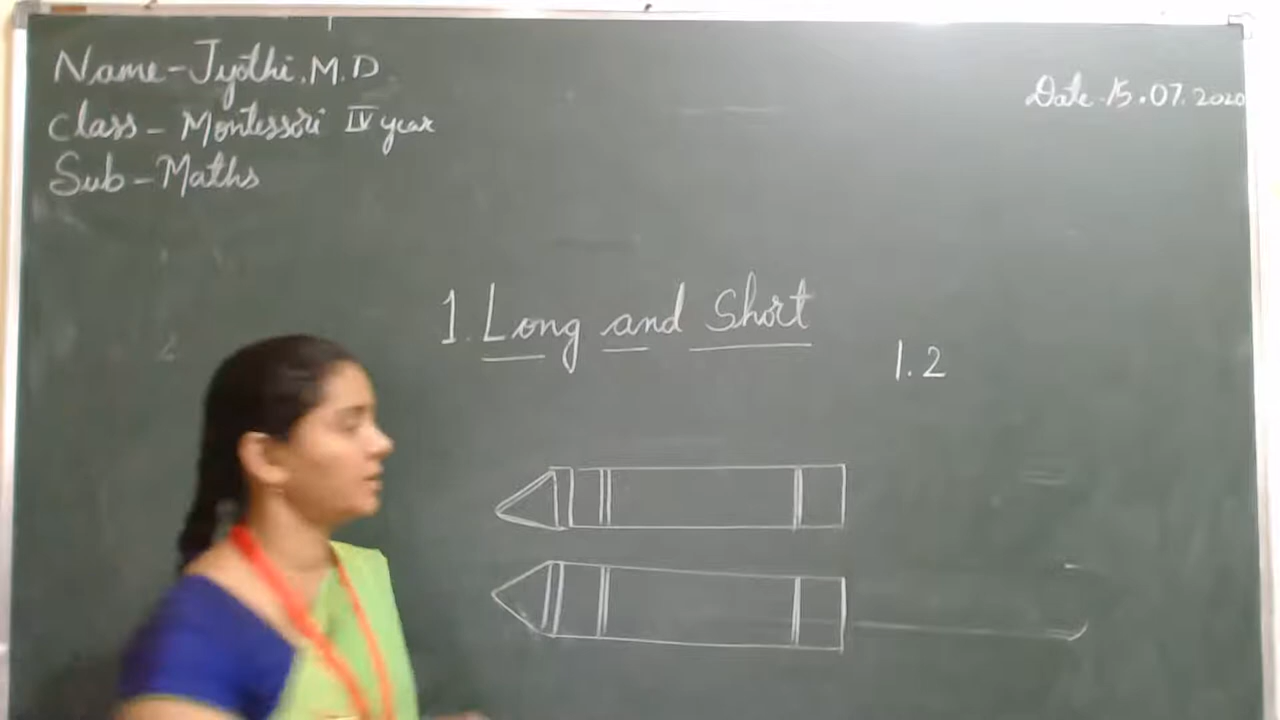 Name-Jyothi.M.D
Class - Montessori IV year
Sub-Maths
Date.15.07.2020
1. Long and Short
1.2